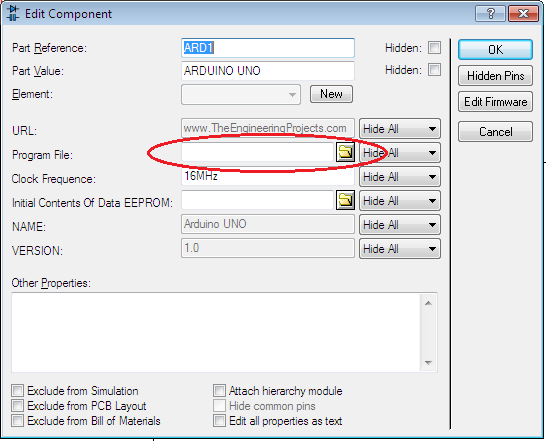 Edit Component
Part Reference: ARD1 Hidden: OK
Part Value: ARDUINO UNO Hidden: Hidden Pins
Element: New Edit Firmware
URL: www.TheEngineeringProjects.com Hide All Cancel
Program File: Hide All
Clock Frequence: 16MHz Hide All
Initial Contents Of Data EEPROM: Hide All
NAME: Arduino UNO Hide All
VERSION: 1.0 Hide All
Other Properties:
Exclude from Simulation Attach hierarchy module
Exclude from PCB Layout Hide common pins
Exclude from Bill of Materials Edit all properties as text